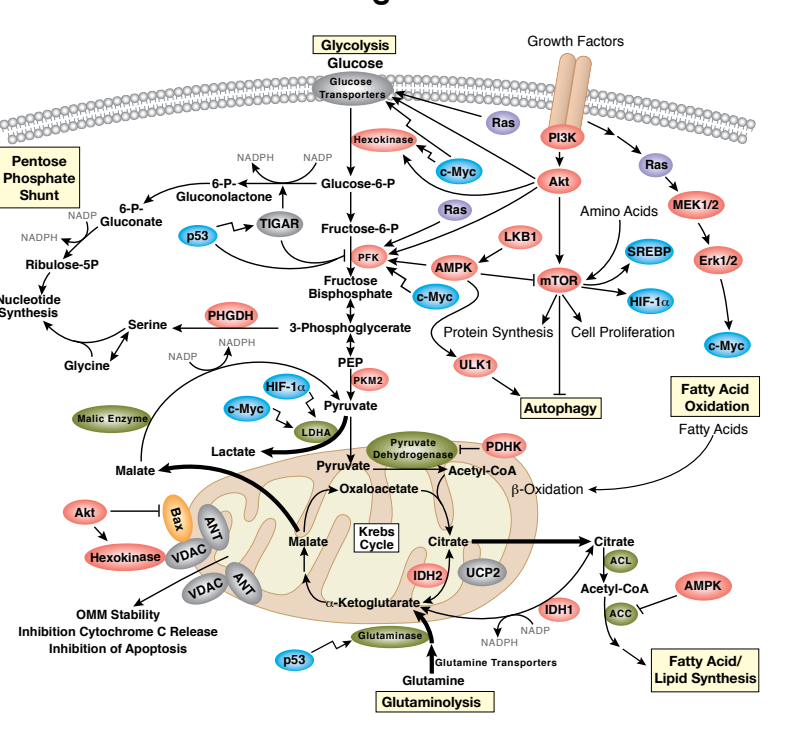 g
Glycolysis
Glucose
Glucose
Transporters
Growth Factors
PI3K
Ras
Hexokinase
c-Myc
Akt
Ras
MEK1/2
Erk1/2
c-Myc
Pentose
Phosphate
Shunt
NADPH
NADP
6-P-
Gluconolactone
Glucose-6-P
6-P-
Gluconate
NADP
NADPH
p53
TIGAR
Fructose-6-P
Ras
PFK
AMPK
LKB1
Amino Acids
mTOR
SREBP
HIF-1α
c-Myc
Ribulose-5P
Fructose
Bisphosphate
Nucleotide
Synthesis
Serine
PHGDH
3-Phosphoglycerate
Protein Synthesis
Cell Proliferation
Glycine
NADP
NADPH
PEP
PKM2
ULK1
Autophagy
Fatty Acid
Oxidation
Fatty Acids
HIF-1α
c-Myc
Pyruvate
LDHA
Malic Enzyme
Lactate
Malate
Pyruvate
Pyruvate
Dehydrogenase
PDHK
Acetyl-CoA
Oxaloacetate
β-Oxidation
Akt
Bax
ANT
Hexokinase
VDAC
VDAC
ANT
Malate
Krebs
Cycle
Citrate
Citrate
ACL
IDH2
UCP2
Acetyl-CoA
AMPK
α-Ketoglutarate
IDH1
ACC
NADP
NADPH
OMM Stability
Inhibition Cytochrome C Release
Inhibition of Apoptosis
Glutaminase
p53
Glutamine Transporters
Glutamine
Glutaminolysis
Fatty Acid/
Lipid Synthesis